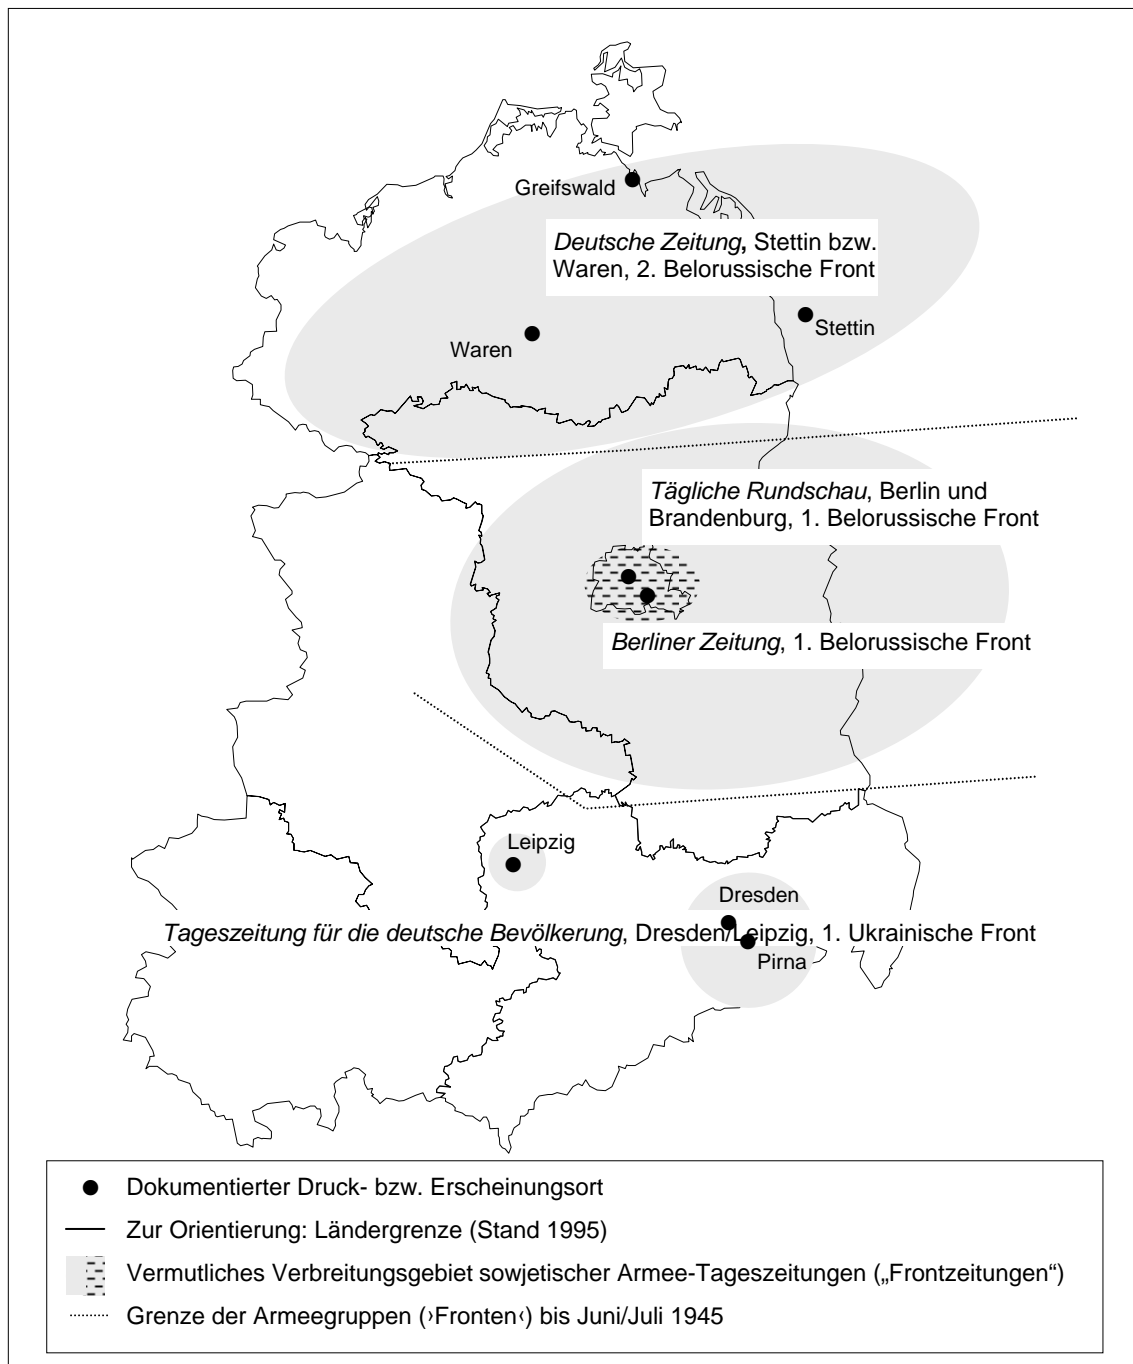 Greifswald
Deutsche Zeitung, Stettin bzw.
Waren, 2. Belorussische Front
Stettin
Waren
Tägliche Rundschau, Berlin und
Brandenburg, 1. Belorussische Front
Berliner Zeitung, 1. Belorussische Front
Leipzig
Dresden
Tageszeitung für die deutsche Bevölkerung, Dresden/Leipzig, 1. Ukrainische Front
Pirna
Dokumentierter Druck- bzw. Erscheinungsort
Zur Orientierung: Ländergrenze (Stand 1995)
Vermutliches Verbreitungsgebiet sowjetischer Armee-Tageszeitungen („Frontzeitungen“)
Grenze der Armeegruppen (›Fronten‹) bis Juni/Juli 1945